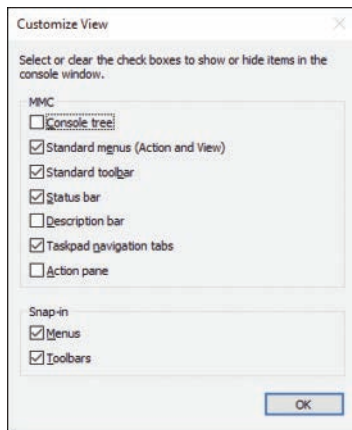 Customize View
Select or clear the check boxes to show or hide items in the
console window.
MMC
Console tree
Standard menus (Action and View)
Standard toolbar
Status bar
Description bar
Taskpad navigation tabs
Action pane
Snap-in
Menus
Toolbars
OK